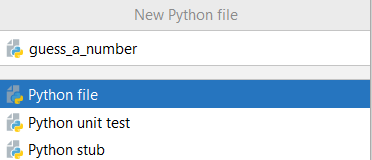 New Python file
guess_a_number
Python file
Python unit test
Python stub